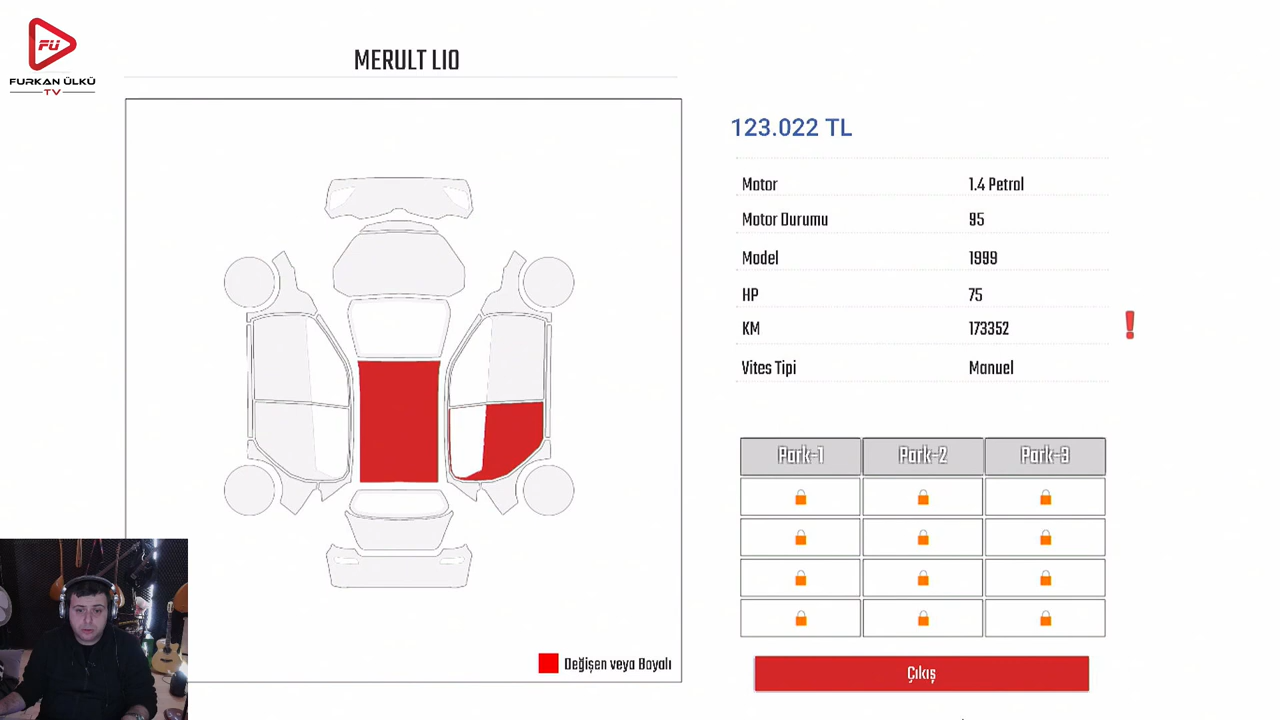 FU
FURKAN ÜLKÜ
TV
MERULT LIO
123.022 TL
Motor 1.4 Petrol
Motor Durumu 95
Model 1999
HP 75
KM 173352
Vites Tipi Manuel
Park-1 Park-2 Park-3
Değişen veya Boyalı
Çıkış